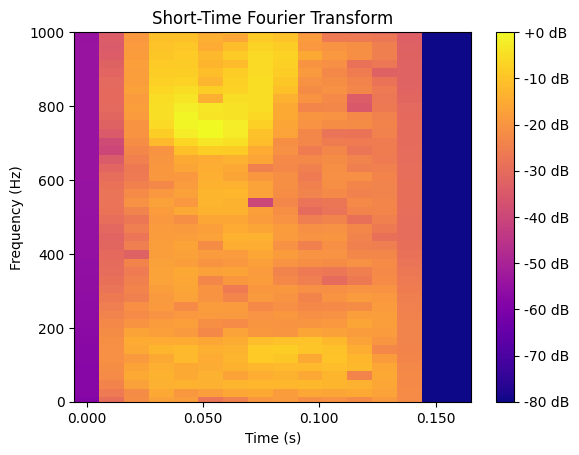 Short-Time Fourier Transform
1000
800
600
400
200
0
Frequency (Hz)
0.000
0.050
0.100
0.150
Time (s)
+0 dB
-10 dB
-20 dB
-30 dB
-40 dB
-50 dB
-60 dB
-70 dB
-80 dB